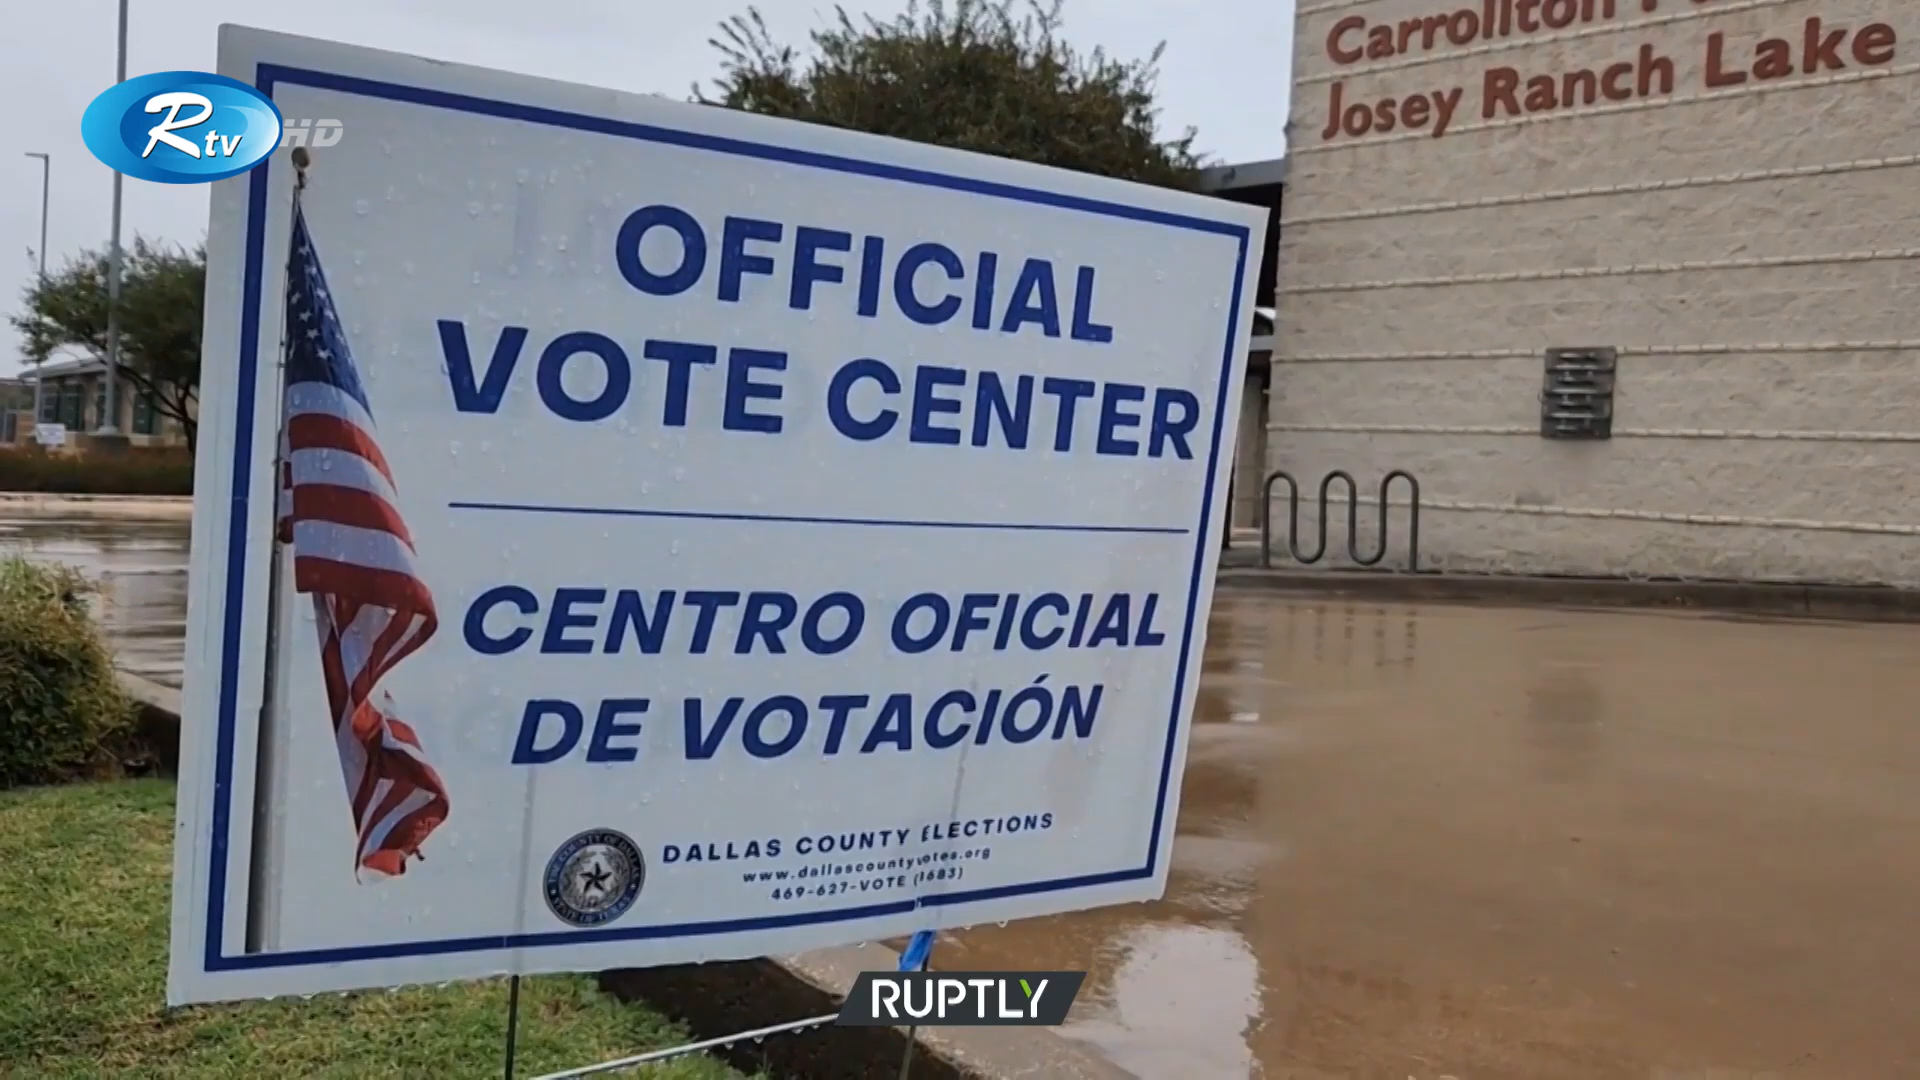 Carrollton
Josey Ranch Lake
Rtv HD
OFFICIAL
VOTE CENTER
CENTRO OFICIAL
DE VOTACIÓN
DALLAS COUNTY ELECTIONS
www.dallascountyvotes.org
469-627-VOTE (1683)
RUPTLY